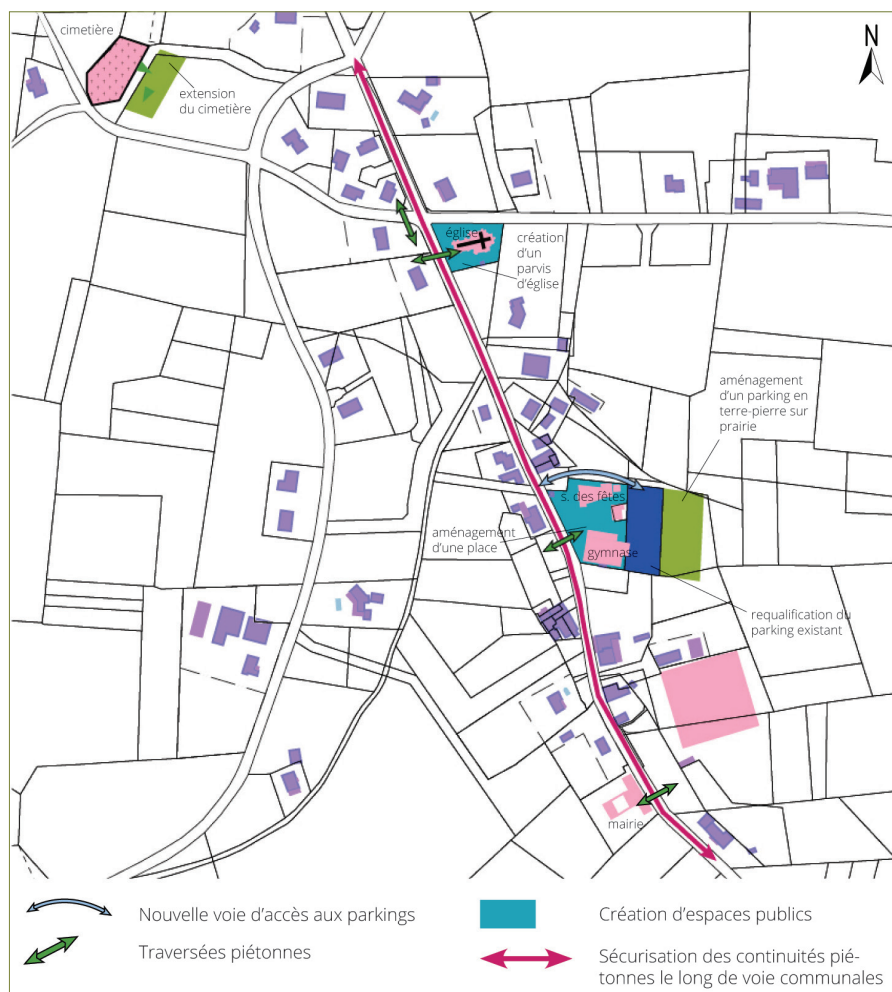 cimetière
N
extension
du cimetière
église
création
d'un
parvis
d'église
aménagement
d'un parking en
terre-pierre sur
prairie
s. des fêtes
aménagement
d'une place
gymnase
requalification du
parking existant
mairie
Nouvelle voie d'accès aux parkings
Traversées piétonnes
Création d'espaces publics
Sécurisation des continuités pié-
tonnes le long de voie communales